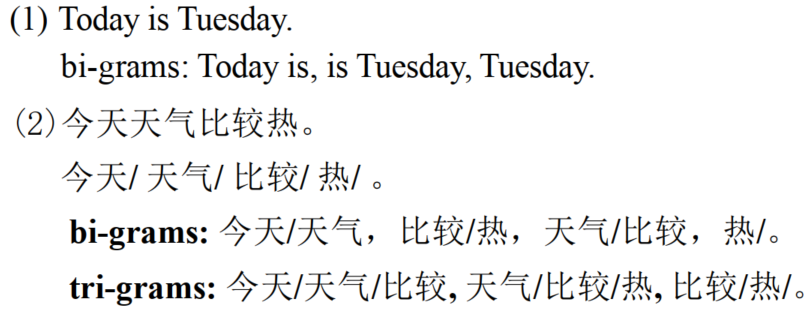 (1) Today is Tuesday.
bi-grams: Today is, is Tuesday, Tuesday.
(2)今天天气比较热。
今天/ 天气/ 比较/ 热/ 。
bi-grams: 今天/天气，比较/热，天气/比较，热/。
tri-grams: 今天/天气/比较, 天气/比较/热, 比较/热/。